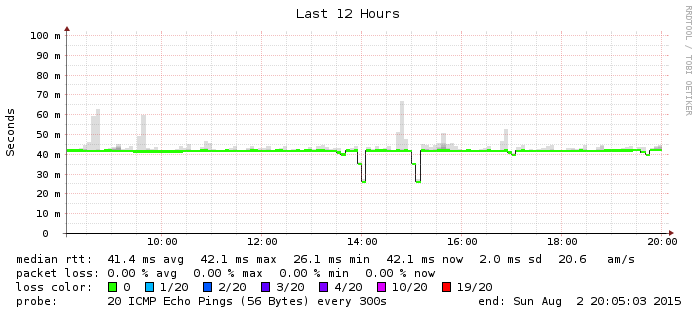 Last 12 Hours
RRDTOOL / TOBI OETIKER
Seconds
100 m
90 m
80 m
70 m
60 m
50 m
40 m
30 m
20 m
10 m
0
10:00 12:00 14:00 16:00 18:00 20:00
median rtt: 41.4 ms avg 42.1 ms max 26.1 ms min 42.1 ms now 2.0 ms sd 20.6 am/s
packet loss: 0.00 % avg 0.00 % max 0.00 % min 0.00 % now
loss color: 0 1/20 2/20 3/20 4/20 10/20 19/20
probe: 20 ICMP Echo Pings (56 Bytes) every 300s end: Sun Aug 2 20:05:03 2015